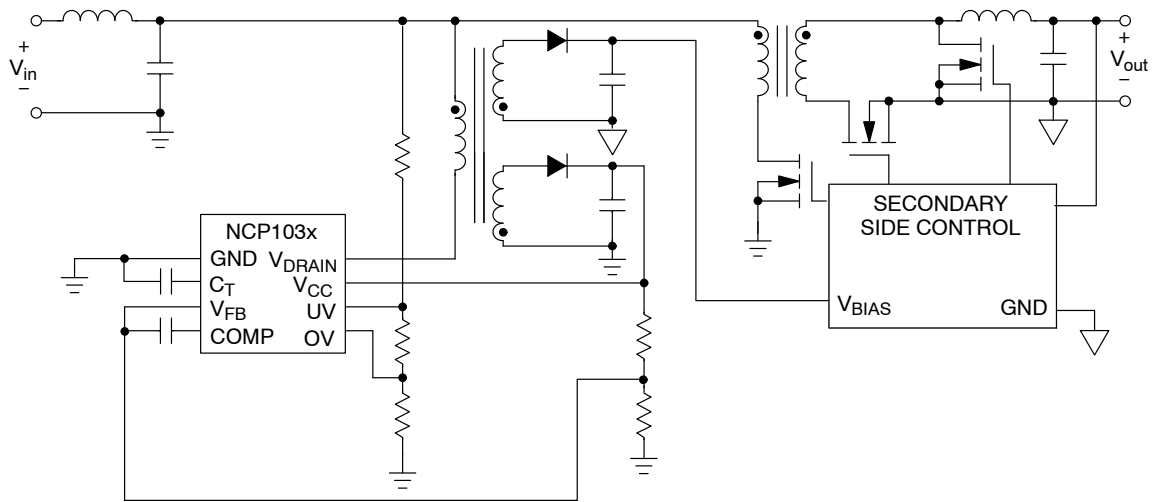 +
V_in
−
+
V_out
−
NCP103x
GND
C_T
V_FB
COMP
V_DRAIN
V_CC
UV
OV
SECONDARY
SIDE CONTROL
V_BIAS
GND